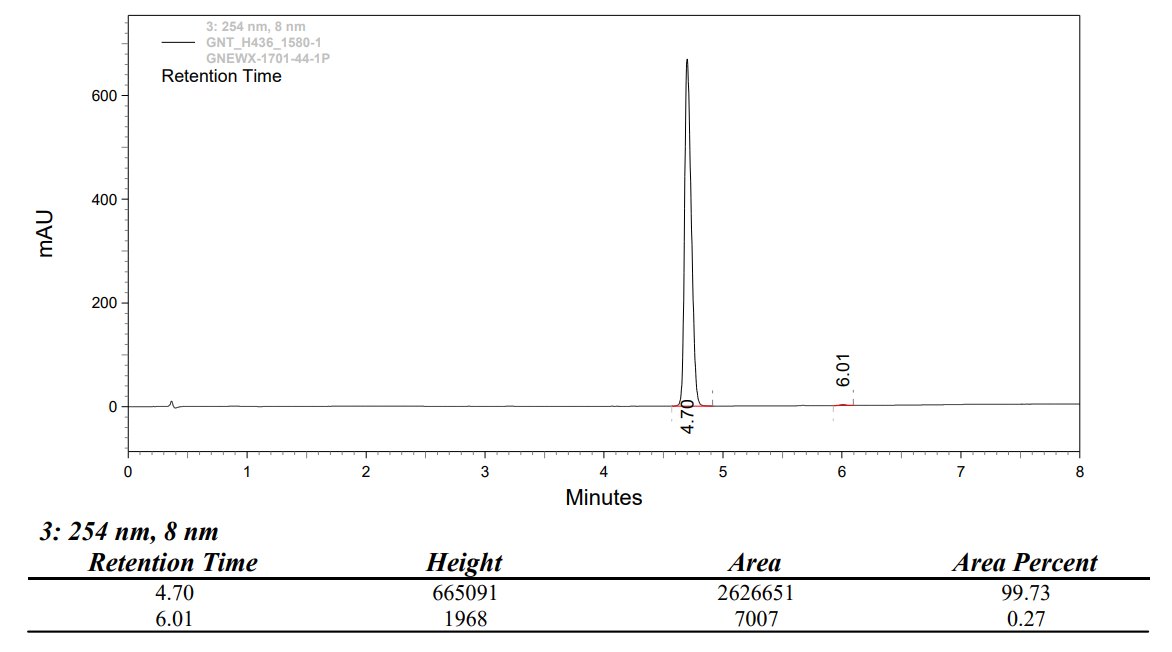 3: 254 nm, 8 nm
GNT_H436_1580-1
GNEWX-1701-44-1P
Retention Time
600
400
200
0
mAU
4.70
6.01
0 1 2 3 4 5 6 7 8
Minutes
3: 254 nm, 8 nm
Retention Time Height Area Area Percent
4.70 665091 2626651 99.73
6.01 1968 7007 0.27